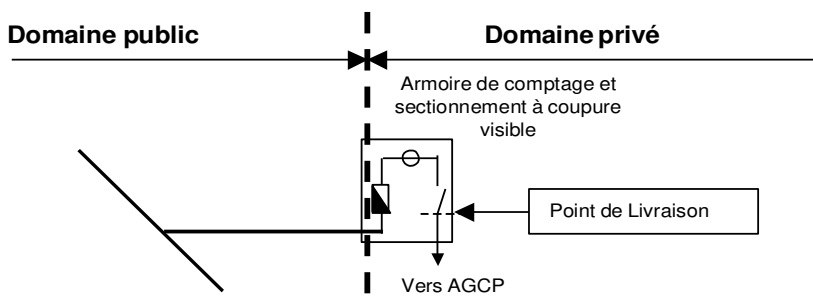 Domaine public
Domaine privé
Armoire de comptage et
sectionnement à coupure
visible
Point de Livraison
Vers AGCP